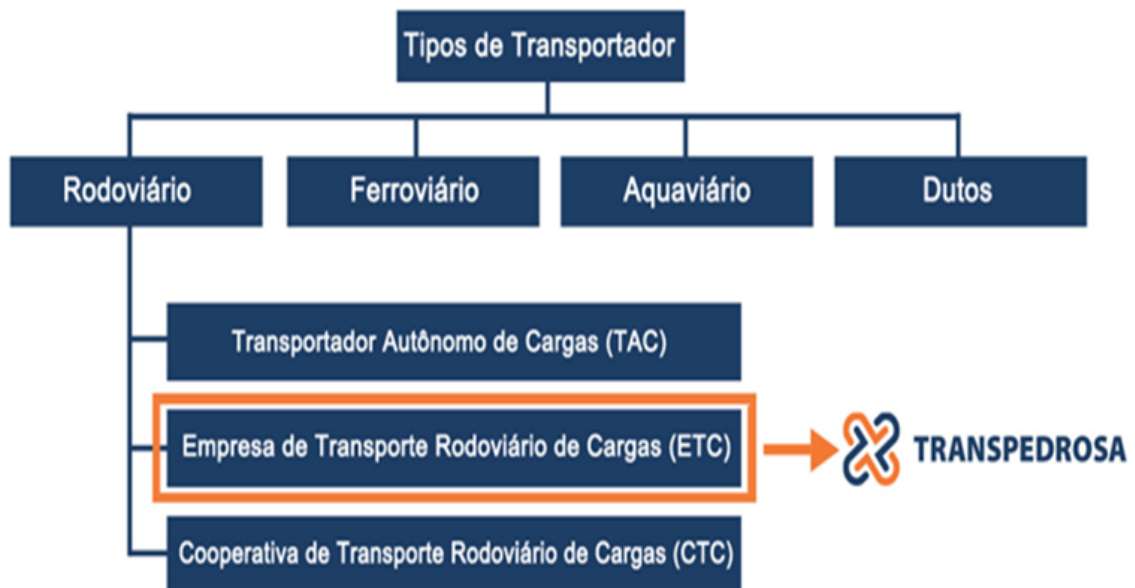 Tipos de Transportador
Rodoviário
Ferroviário
Aquaviário
Dutos
Transportador Autônomo de Cargas (TAC)
Empresa de Transporte Rodoviário de Cargas (ETC)
TRANSPEDROSA
Cooperativa de Transporte Rodoviário de Cargas (CTC)